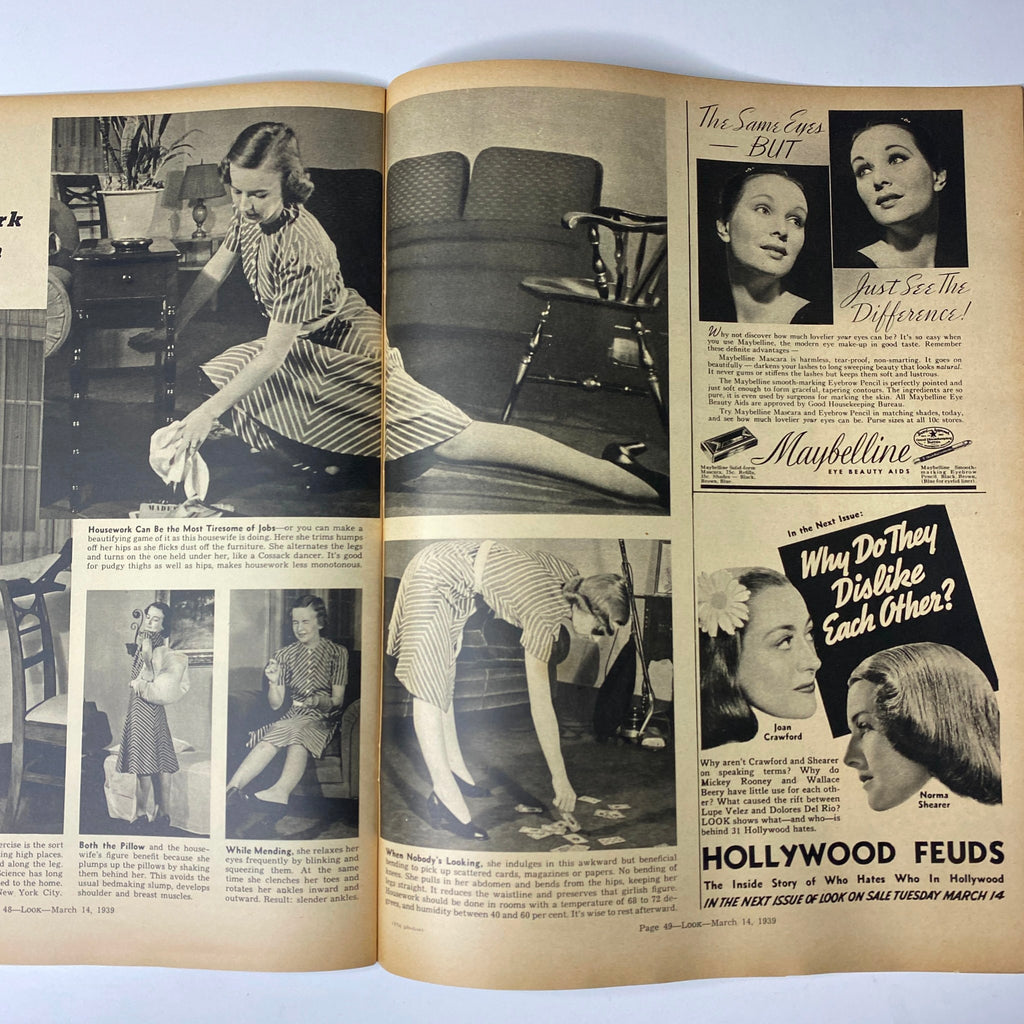 rk
Housework Can Be the Most Tiresome of Jobs—or you can make a
beautifying game of it as this housewife is doing. Here she trims humps
off her hips as she flicks dust off the furniture. She alternates the legs
and turns on the one held under her, like a Cossack dancer. It's good
for pudgy thighs as well as hips, makes housework less monotonous.
MADE
ercise is the sort
ing high places.
d along the leg.
Science has long
ed to the home.
New York City.
Both the Pillow and the house-
wife's figure benefit because she
plumps up the pillows by shaking
them behind her. This avoids the
usual bedmaking slump, develops
shoulder and breast muscles.
While Mending, she relaxes her
eyes frequently by blinking and
squeezing them. At the same
time she clenches her toes and
rotates her ankles inward and
outward. Result: slender ankles.
48—LOOK—March 14, 1939
When Nobody's Looking, she indulges in this awkward but beneficial
bending to pick up scattered cards, magazines or papers. No bending of
knees. She pulls in her abdomen and bends from the hips, keeping her
legs straight. It reduces the waistline and preserves that girlish figure.
Housework should be done in rooms with a temperature of 68 to 72 de-
grees, and humidity between 40 and 60 per cent. It's wise to rest afterward.
Page 49—LOOK—March 14, 1939
The Same Eyes
— BUT
Just See The
Difference!
Why not discover how much lovelier your eyes can be? It's so easy when
you use Maybelline, the modern eye make-up in good taste. Remember
these definite advantages —
Maybelline Mascara is harmless, tear-proof, non-smarting. It goes on
beautifully — darkens your lashes to long sweeping beauty that looks natural.
It never gums or stiffens the lashes but keeps them soft and lustrous.
The Maybelline smooth-marking Eyebrow Pencil is perfectly pointed and
just soft enough to form graceful, tapering contours. The ingredients are so
pure, it is even used by surgeons for marking the skin. All Maybelline Eye
Beauty Aids are approved by Good Housekeeping Bureau.
Try Maybelline Mascara and Eyebrow Pencil in matching shades, today,
and see how much lovelier your eyes can be. Purse sizes at all 10c stores.
Maybelline
EYE BEAUTY AIDS
Maybelline Solid-form
Mascara, 75c. Refills,
35c. Shades — Black,
Brown, Blue.
Maybelline Smooth-
marking Eyebrow
Pencil. Black, Brown,
(Blue for eyelid liner).
In the Next Issue:
Why Do They
Dislike
Each Other?
Joan
Crawford
Norma
Shearer
Why aren't Crawford and Shearer
on speaking terms? Why do
Mickey Rooney and Wallace
Beery have little use for each oth-
er? What caused the rift between
Lupe Velez and Dolores Del Rio?
LOOK shows what—and who—is
behind 31 Hollywood hates.
HOLLYWOOD FEUDS
The Inside Story of Who Hates Who In Hollywood
IN THE NEXT ISSUE OF LOOK ON SALE TUESDAY MARCH 14